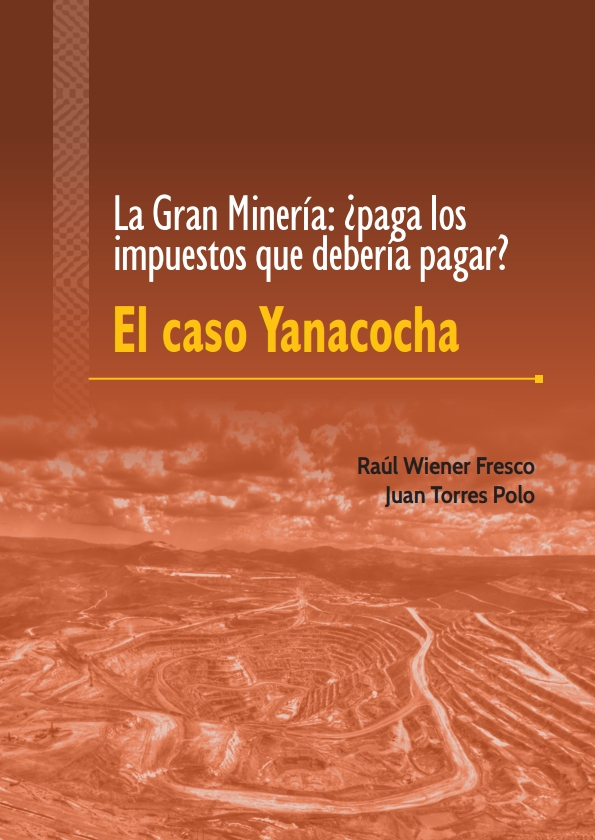 La Gran Minería: ¿paga los
impuestos que debería pagar?
El caso Yanacocha
Raúl Wiener Fresco
Juan Torres Polo